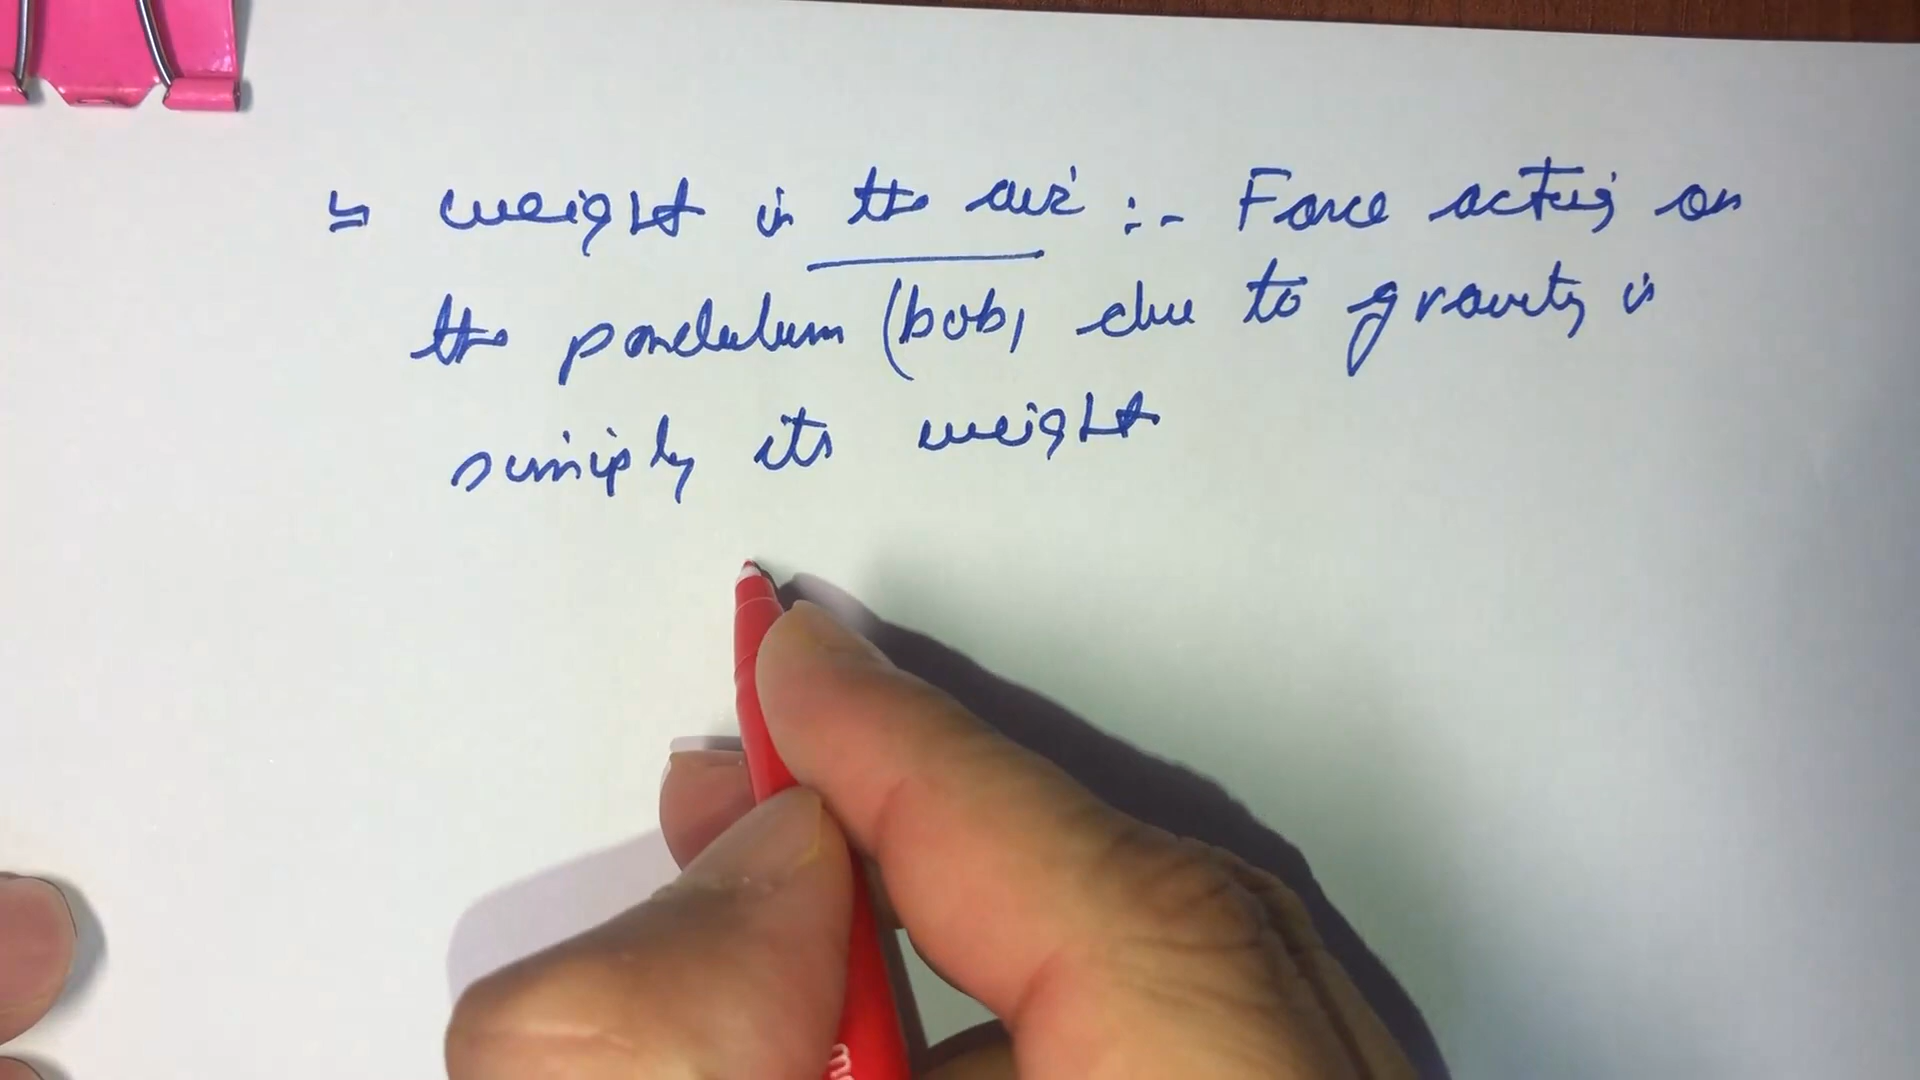 ↳ weight in the air :- Force acting on
the pendulum (bob) due to gravity is
simply its weight